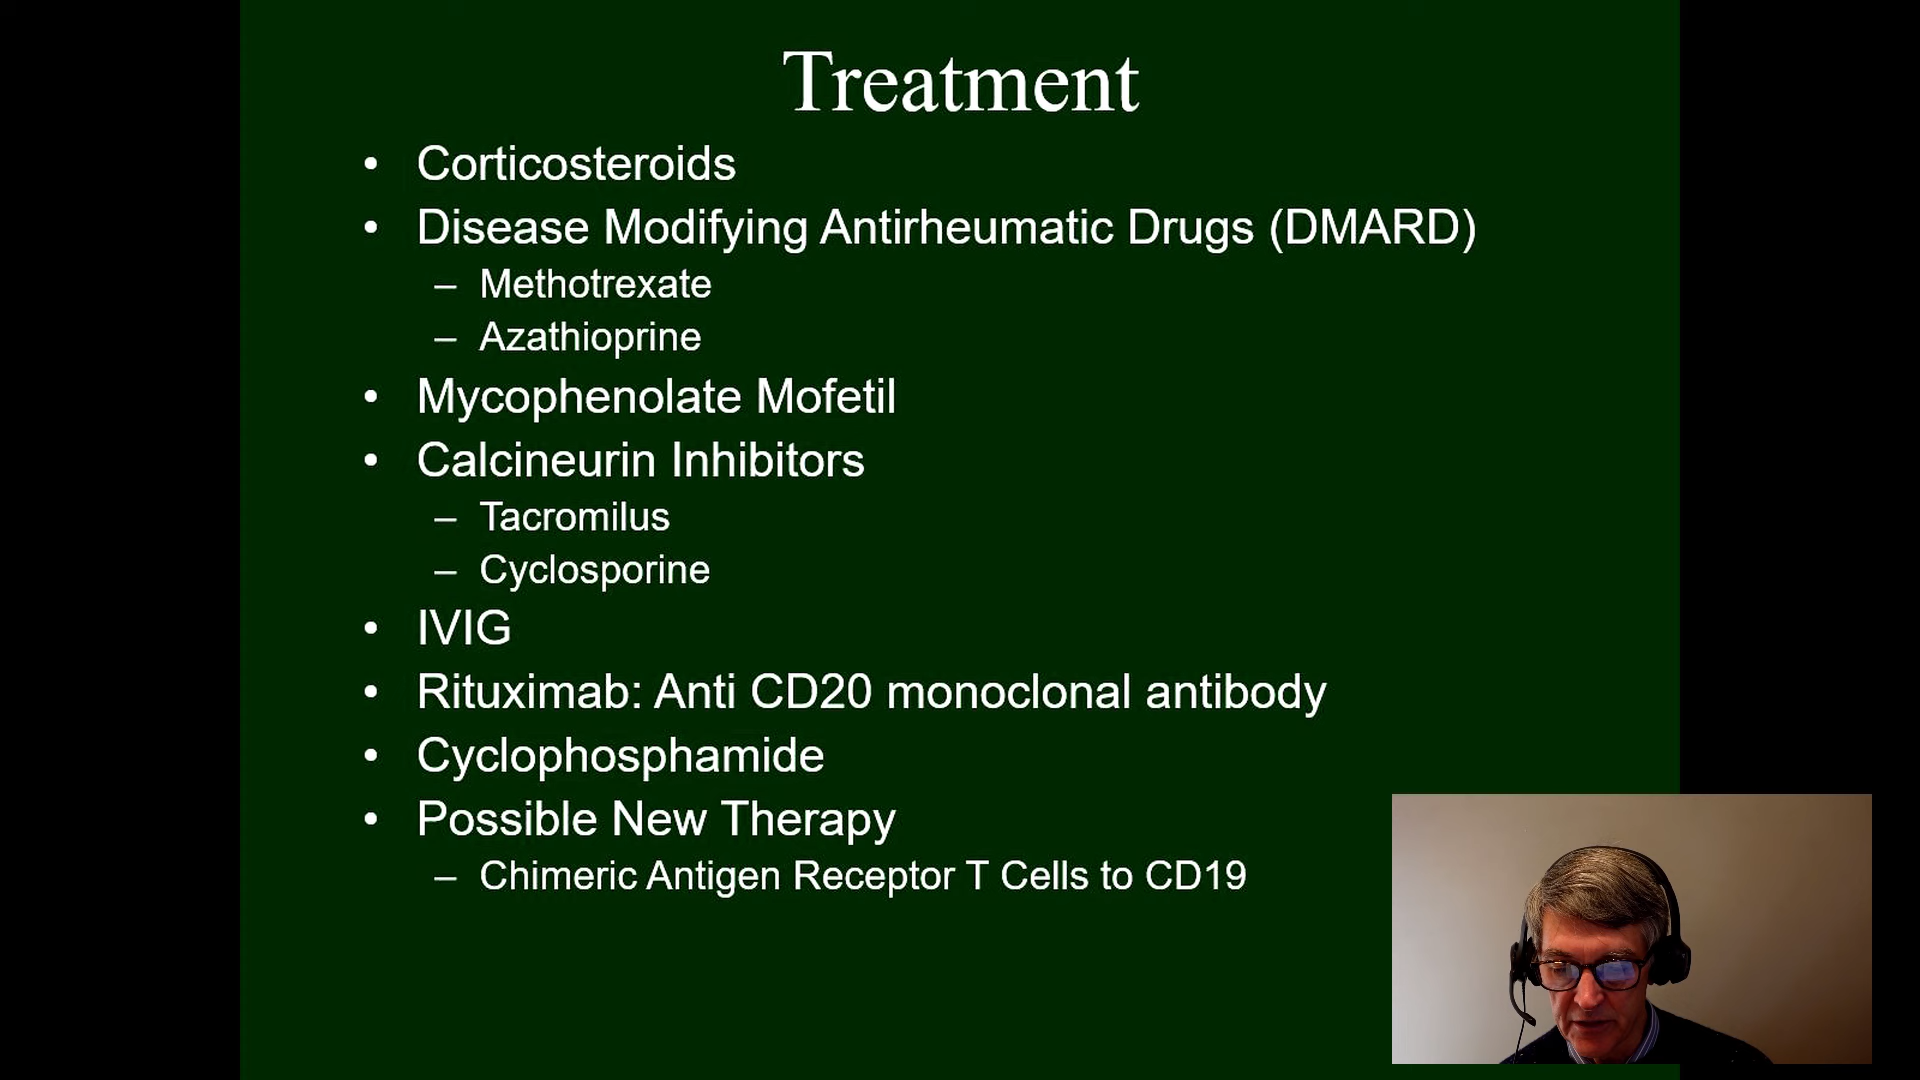 Treatment
• Corticosteroids
• Disease Modifying Antirheumatic Drugs (DMARD)
– Methotrexate
– Azathioprine
• Mycophenolate Mofetil
• Calcineurin Inhibitors
– Tacromilus
– Cyclosporine
• IVIG
• Rituximab: Anti CD20 monoclonal antibody
• Cyclophosphamide
• Possible New Therapy
– Chimeric Antigen Receptor T Cells to CD19